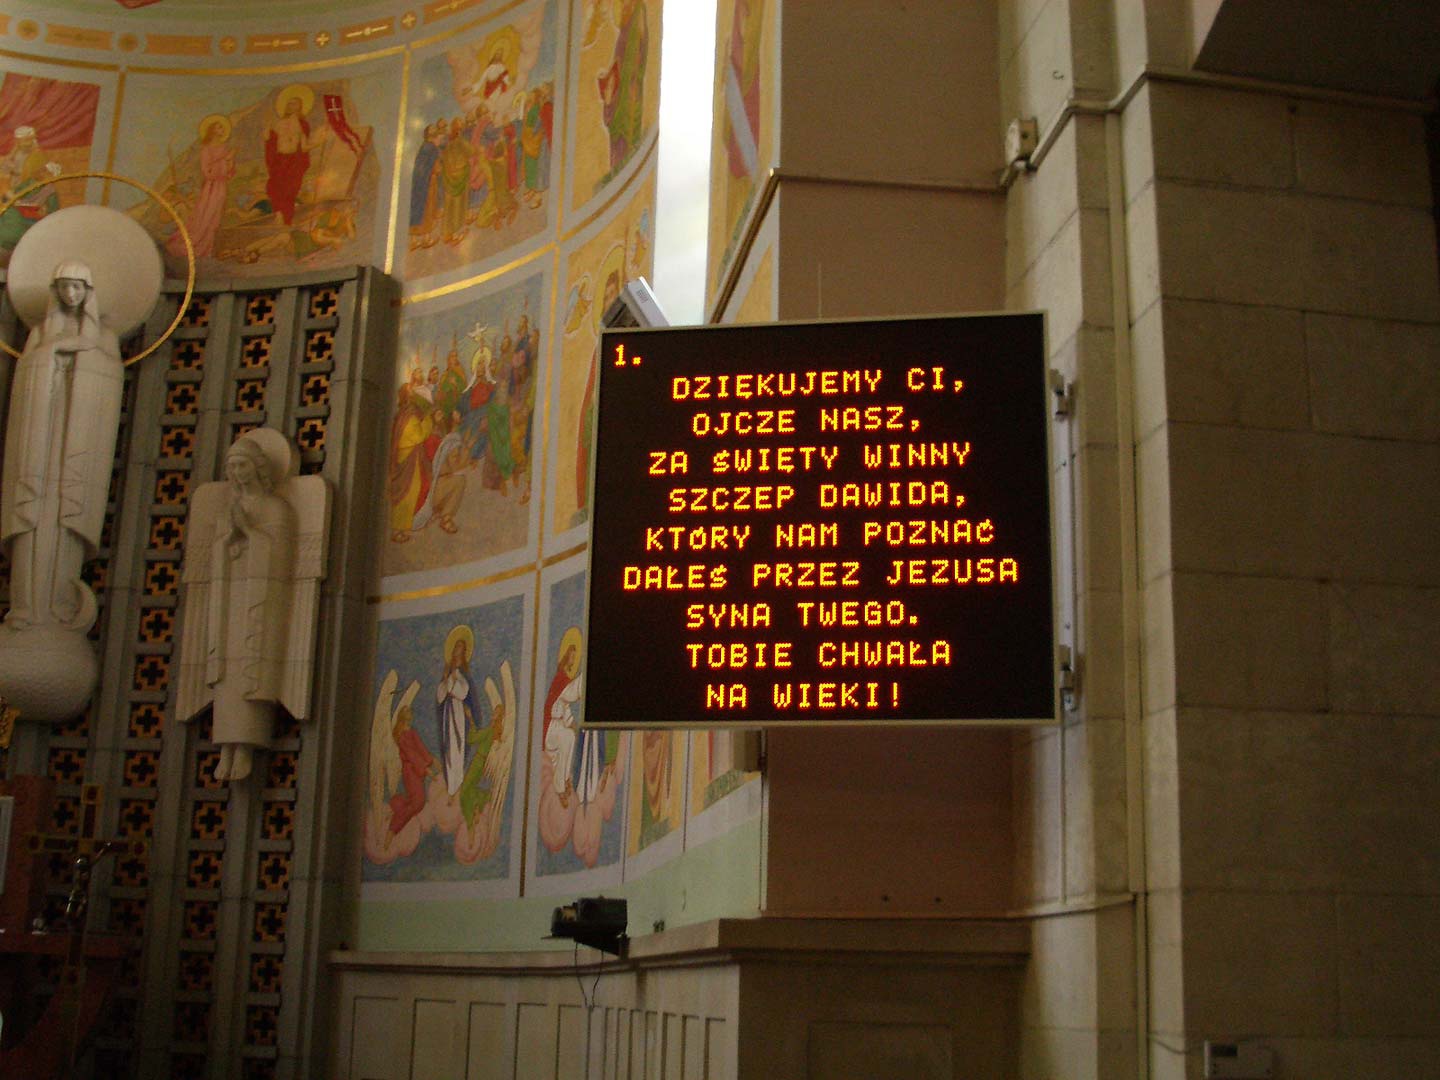 1.
DZIĘKUJEMY CI,
OJCZE NASZ,
ZA ŚWIĘTY WINNY
SZCZEP DAWIDA,
KTÓRY NAM POZNAĆ
DAŁEŚ PRZEZ JEZUSA
SYNA TWEGO.
TOBIE CHWAŁA
NA WIEKI!